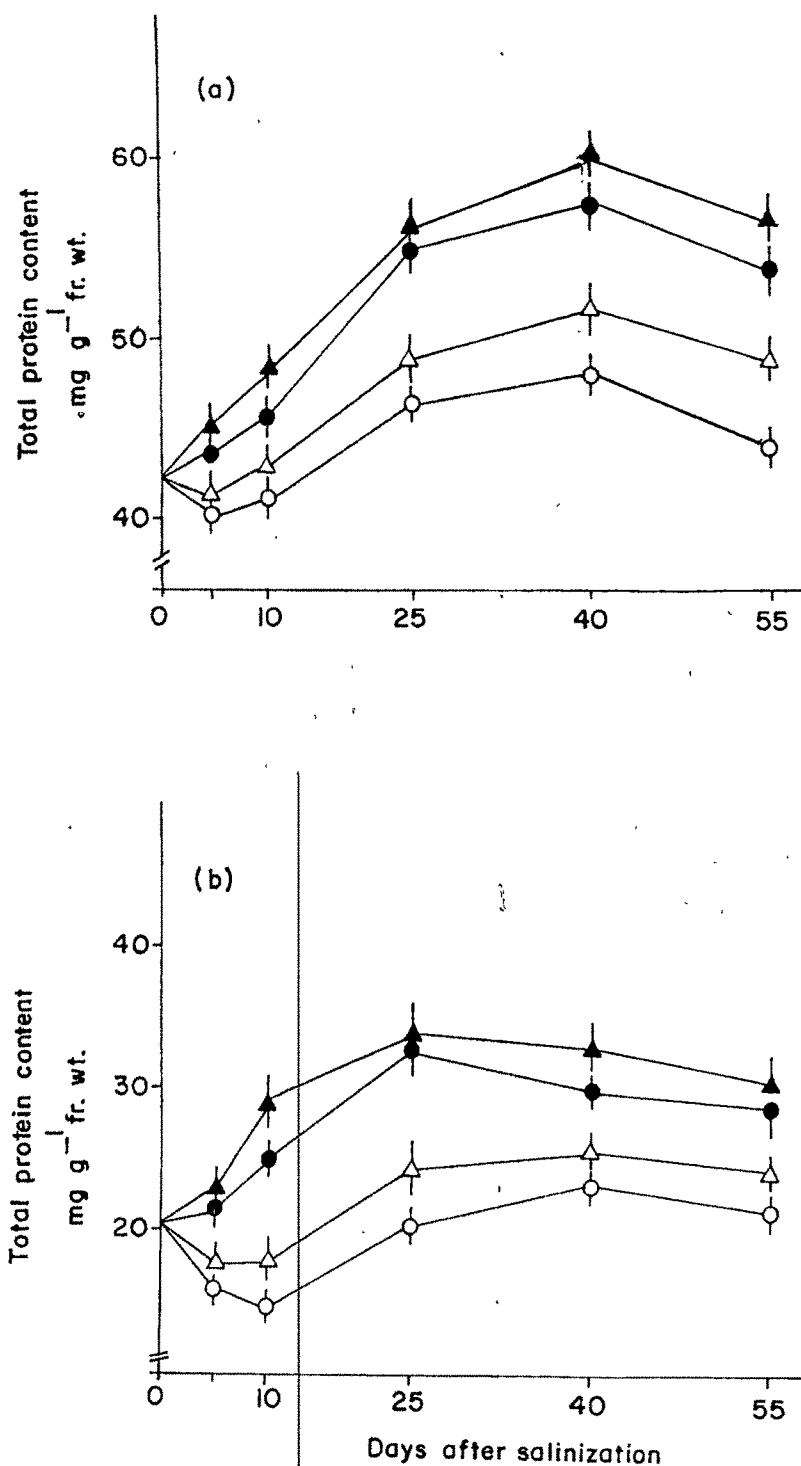 (a)
60
50
40
Total protein content
mg g⁻¹ fr. wt.
0 10 25 40 55
(b)
40
30
20
Total protein content
mg g⁻¹ fr. wt.
0 10 25 40 55
Days after salinization